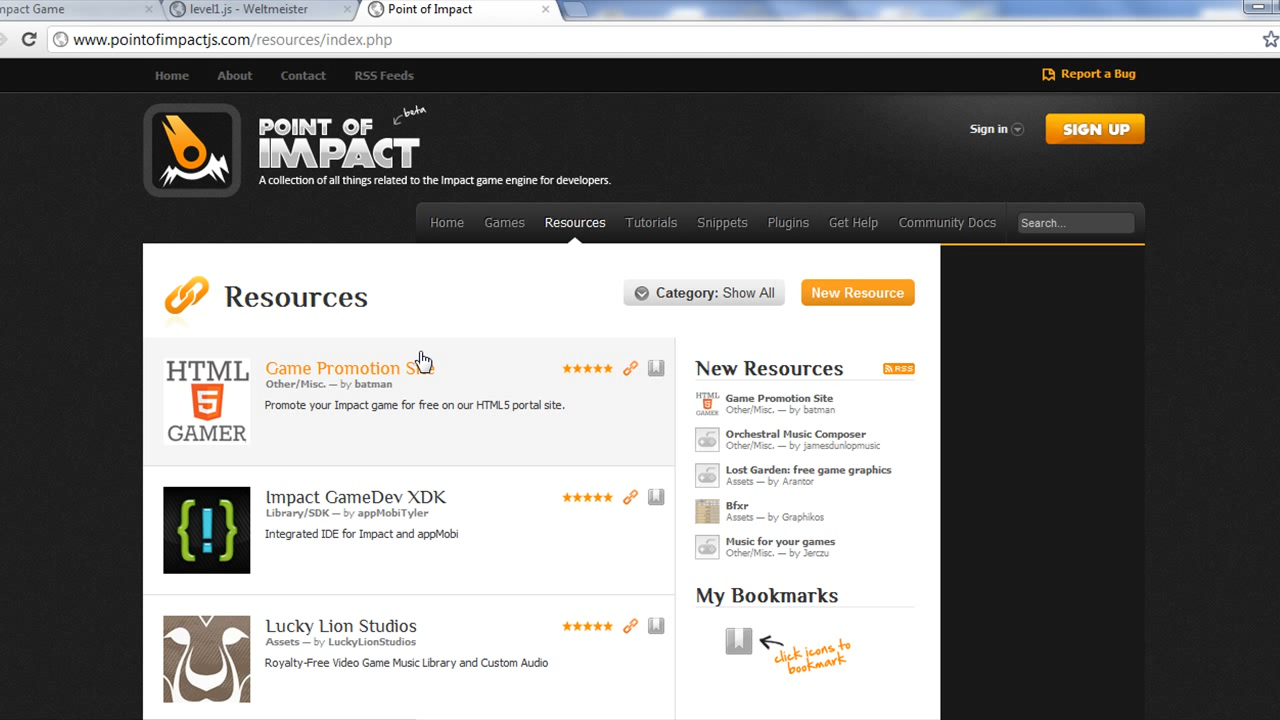 mpact Game
level1.js - Weltmeister
Point of Impact
www.pointofimpactjs.com/resources/index.php
Home About Contact RSS Feeds
Report a Bug
beta
POINT OF
IMPACT
A collection of all things related to the Impact game engine for developers.
Sign in
SIGN UP
Home Games Resources Tutorials Snippets Plugins Get Help Community Docs Search...
Resources
Category: Show All
New Resource
HTML
5
GAMER
Game Promotion Site
Other/Misc. — by batman
Promote your Impact game for free on our HTML5 portal site.
{!}
Impact GameDev XDK
Library/SDK — by appMobiTyler
Integrated IDE for Impact and appMobi
Lucky Lion Studios
Assets — by LuckyLionStudios
Royalty-Free Video Game Music Library and Custom Audio
New Resources
RSS
HTML
5
GAMER
Game Promotion Site
Other/Misc. — by batman
Orchestral Music Composer
Other/Misc. — by jamesdunlopmusic
Lost Garden: free game graphics
Assets — by Arantor
Bfxr
Assets — by Graphikos
Music for your games
Other/Misc. — by Jerczu
My Bookmarks
click icons to
bookmark